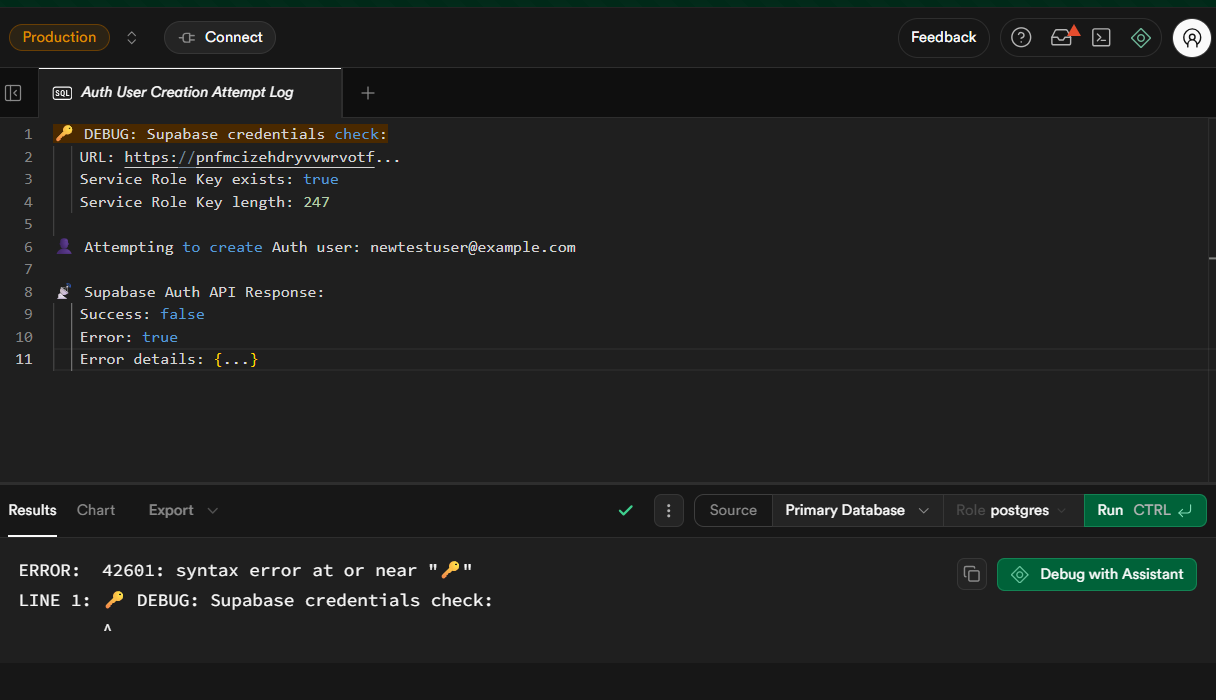 Production
Connect
Feedback
SQL Auth User Creation Attempt Log
1 🔑 DEBUG: Supabase credentials check:
2 URL: https://pnfmcizehdryvvwrvotf...
3 Service Role Key exists: true
4 Service Role Key length: 247
5
6 👤 Attempting to create Auth user: newtestuser@example.com
7
8 📡 Supabase Auth API Response:
9 Success: false
10 Error: true
11 Error details: {...}
Results Chart Export
Source Primary Database Role postgres Run CTRL ↵
ERROR:  42601: syntax error at or near "🔑"
LINE 1: 🔑 DEBUG: Supabase credentials check:
^
Debug with Assistant